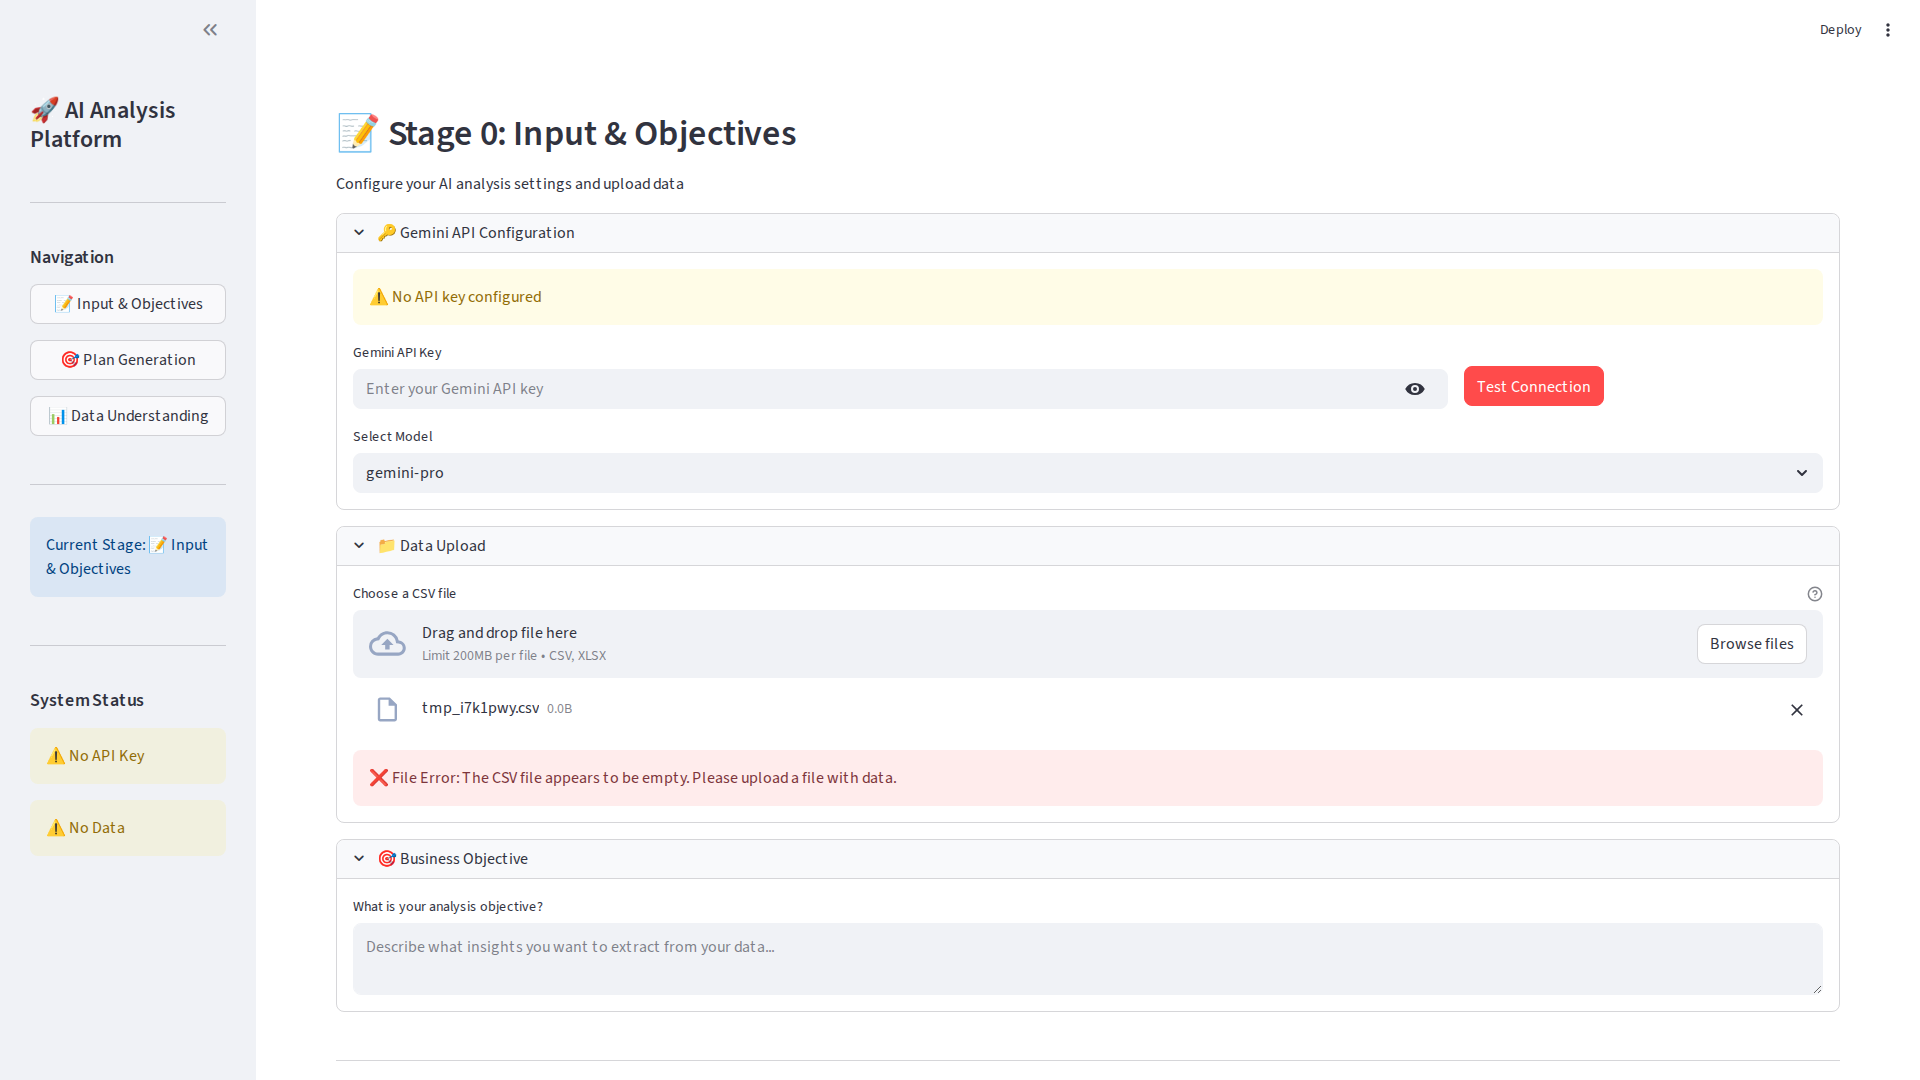 🚀 AI Analysis
Platform
Navigation
📝 Input & Objectives
🎯 Plan Generation
📊 Data Understanding
Current Stage: 📝 Input
& Objectives
System Status
⚠️ No API Key
⚠️ No Data
Deploy
📝 Stage 0: Input & Objectives
Configure your AI analysis settings and upload data
🔑 Gemini API Configuration
⚠️ No API key configured
Gemini API Key
Enter your Gemini API key
Test Connection
Select Model
gemini-pro
📁 Data Upload
Choose a CSV file
Drag and drop file here
Limit 200MB per file • CSV, XLSX
Browse files
tmp_i7k1pwy.csv 0.0B
❌ File Error: The CSV file appears to be empty. Please upload a file with data.
🎯 Business Objective
What is your analysis objective?
Describe what insights you want to extract from your data...